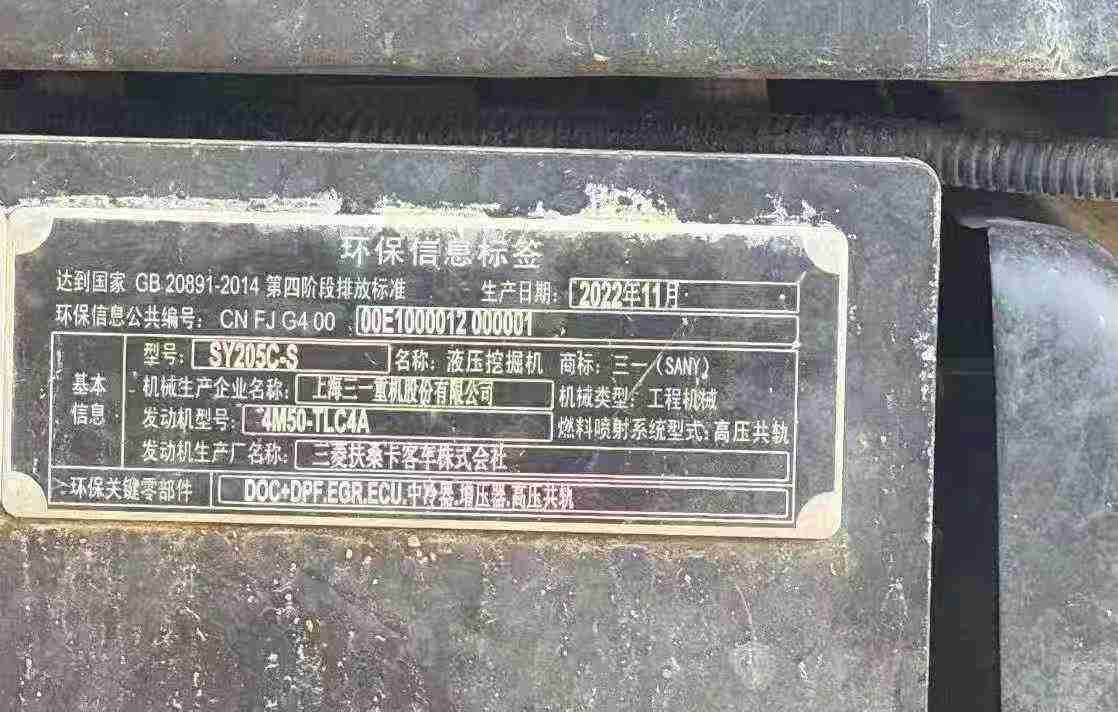 环保信息标签
达到国家 GB 20891-2014 第四阶段排放标准 生产日期: 2022年11月
环保信息公共编号: CN FJ G4 00 00E1000012 000001
基本信息
型号: SY205C-S 名称: 液压挖掘机 商标: 三一(SANY)
机械生产企业名称: 上海三一重机股份有限公司 机械类型: 工程机械
发动机型号: 4M50-TLC4A 燃料喷射系统型式: 高压共轨
发动机生产厂名称: 三菱扶桑卡客车株式会社
环保关键零部件 DOC+DPF.EGR.ECU.中冷器.增压器.高压共轨